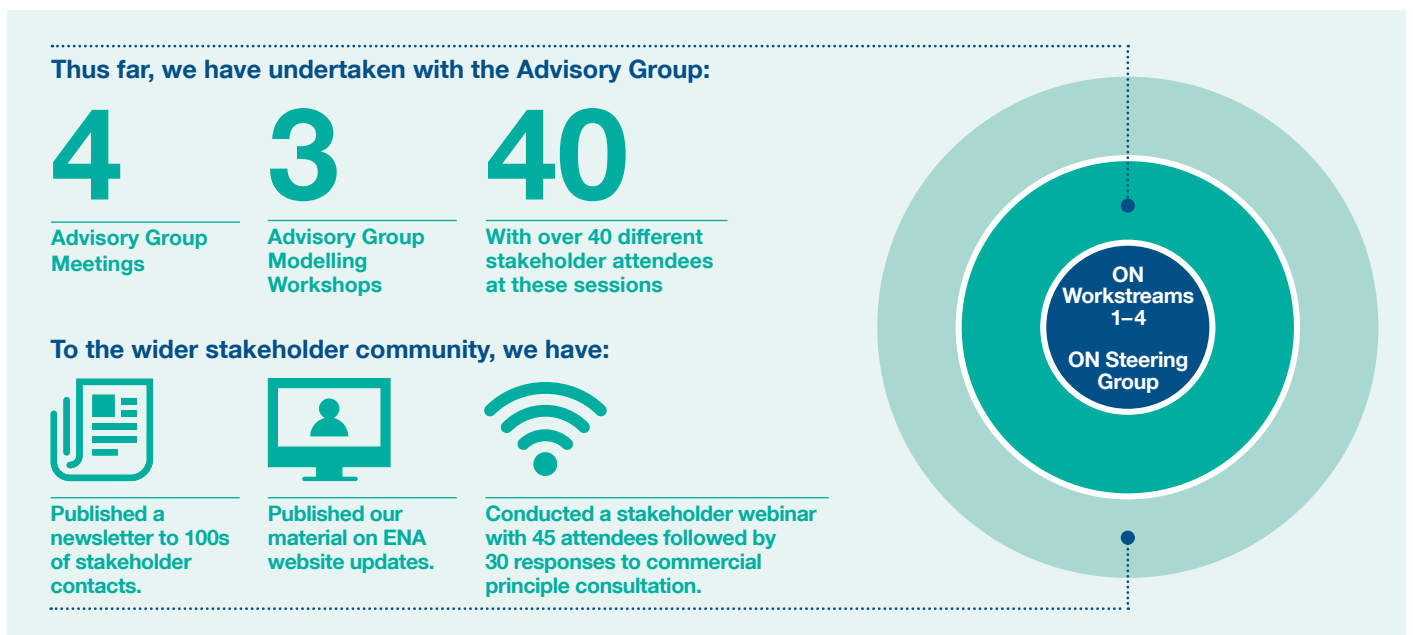 Thus far, we have undertaken with the Advisory Group:
4
Advisory Group
Meetings
3
Advisory Group
Modelling
Workshops
40
With over 40 different
stakeholder attendees
at these sessions
To the wider stakeholder community, we have:
Published a
newsletter to 100s
of stakeholder
contacts.
Published our
material on ENA
website updates.
Conducted a stakeholder webinar
with 45 attendees followed by
30 responses to commercial
principle consultation.
ON
Workstreams
1–4
ON Steering
Group